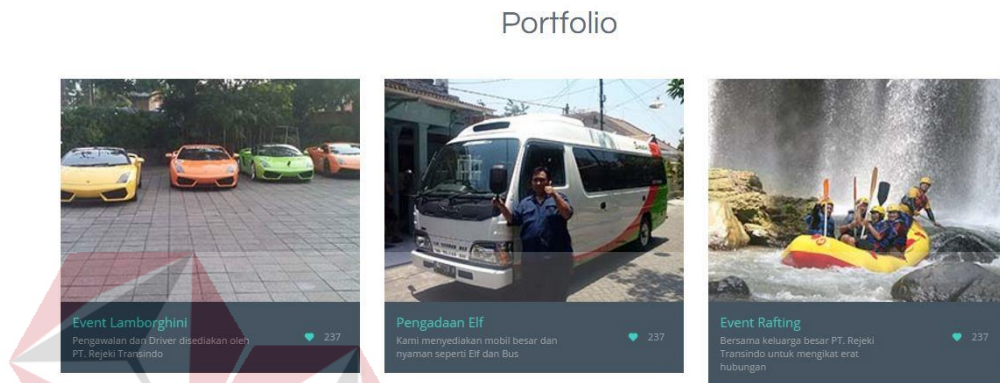 Portfolio
Event Lamborghini
Pengawalan dan Driver disediakan oleh
PT. Rejeki Transindo
237
Pengadaan Elf
Kami menyediakan mobil besar dan
nyaman seperti Elf dan Bus
237
Event Rafting
Bersama keluarga besar PT. Rejeki
Transindo untuk mengikat erat
hubungan
237